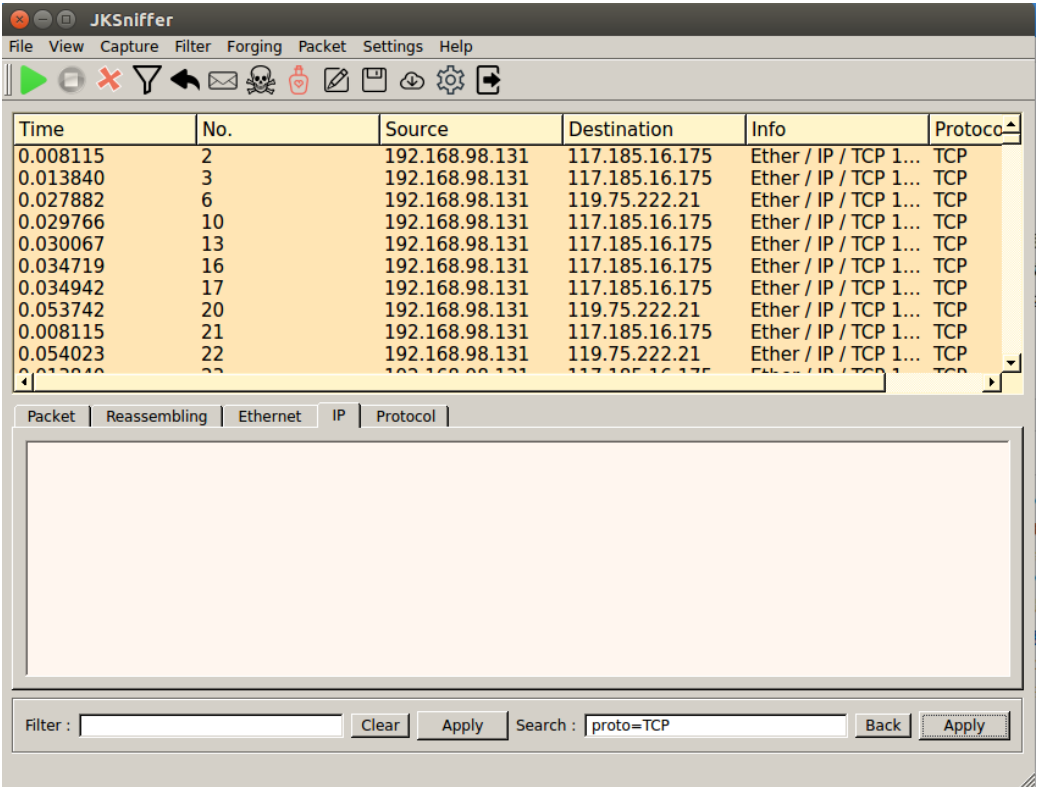 JKSniffer
File View Capture Filter Forging Packet Settings Help
Time No. Source Destination Info Protoco
0.008115 2 192.168.98.131 117.185.16.175 Ether / IP / TCP 1... TCP
0.013840 3 192.168.98.131 117.185.16.175 Ether / IP / TCP 1... TCP
0.027882 6 192.168.98.131 119.75.222.21 Ether / IP / TCP 1... TCP
0.029766 10 192.168.98.131 117.185.16.175 Ether / IP / TCP 1... TCP
0.030067 13 192.168.98.131 117.185.16.175 Ether / IP / TCP 1... TCP
0.034719 16 192.168.98.131 117.185.16.175 Ether / IP / TCP 1... TCP
0.034942 17 192.168.98.131 117.185.16.175 Ether / IP / TCP 1... TCP
0.053742 20 192.168.98.131 119.75.222.21 Ether / IP / TCP 1... TCP
0.008115 21 192.168.98.131 117.185.16.175 Ether / IP / TCP 1... TCP
0.054023 22 192.168.98.131 119.75.222.21 Ether / IP / TCP 1... TCP
Packet Reassembling Ethernet IP Protocol
Filter : Clear Apply Search : proto=TCP Back Apply